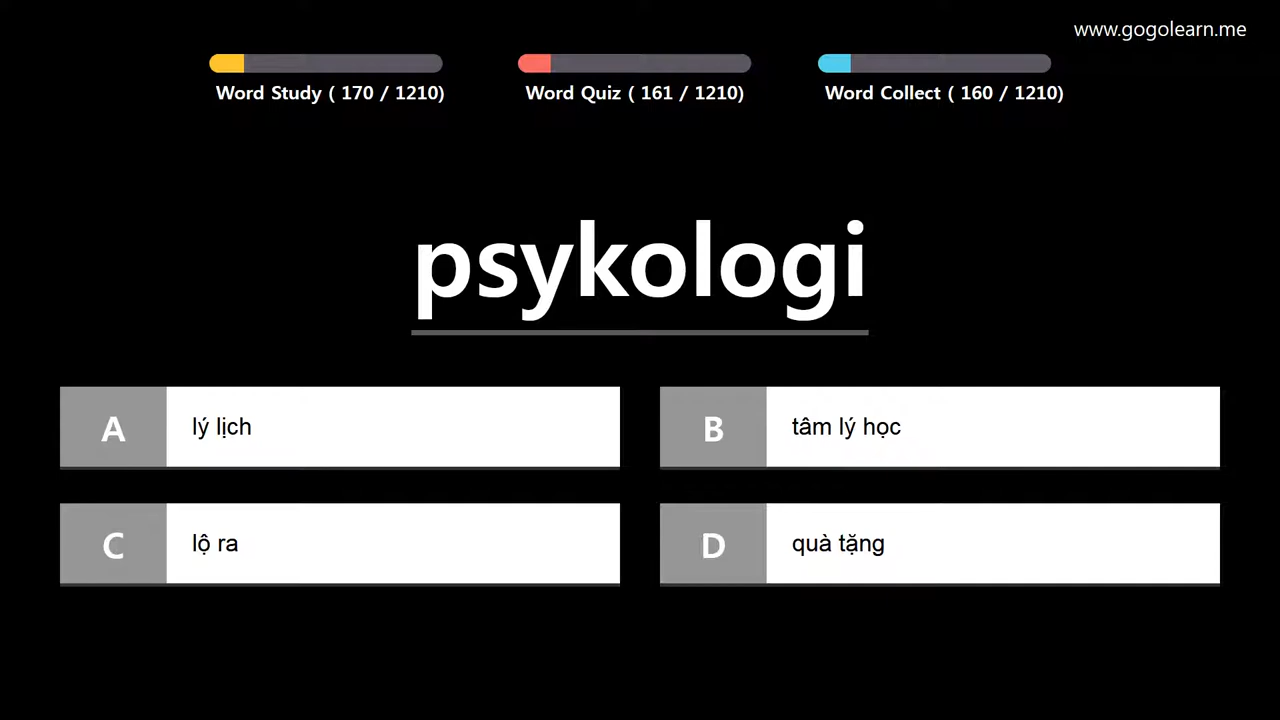 www.gogolearn.me
Word Study ( 170 / 1210)
Word Quiz ( 161 / 1210)
Word Collect ( 160 / 1210)
psykologi
A lý lịch
B tâm lý học
C lộ ra
D quà tặng